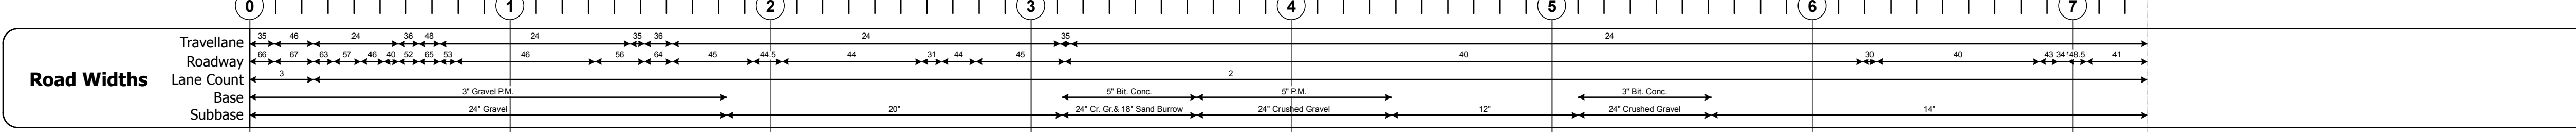 0 1 2 3 4 5 6 7
Road Widths
Travellane 35 46 24 36 48 24 35 36 24 35 24
Roadway 66 67 63 57 46 40 52 65 53 46 56 64 45 44.5 44 31 44 45 40 30 40 43 34 *48.5 41
Lane Count 3 2
Base 3" Gravel P.M. 5" Bit. Conc. 5" P.M. 3" Bit. Conc.
Subbase 24" Gravel 20" 24" Cr. Gr.& 18" Sand Burrow 24" Crushed Gravel 12" 24" Crushed Gravel 14"